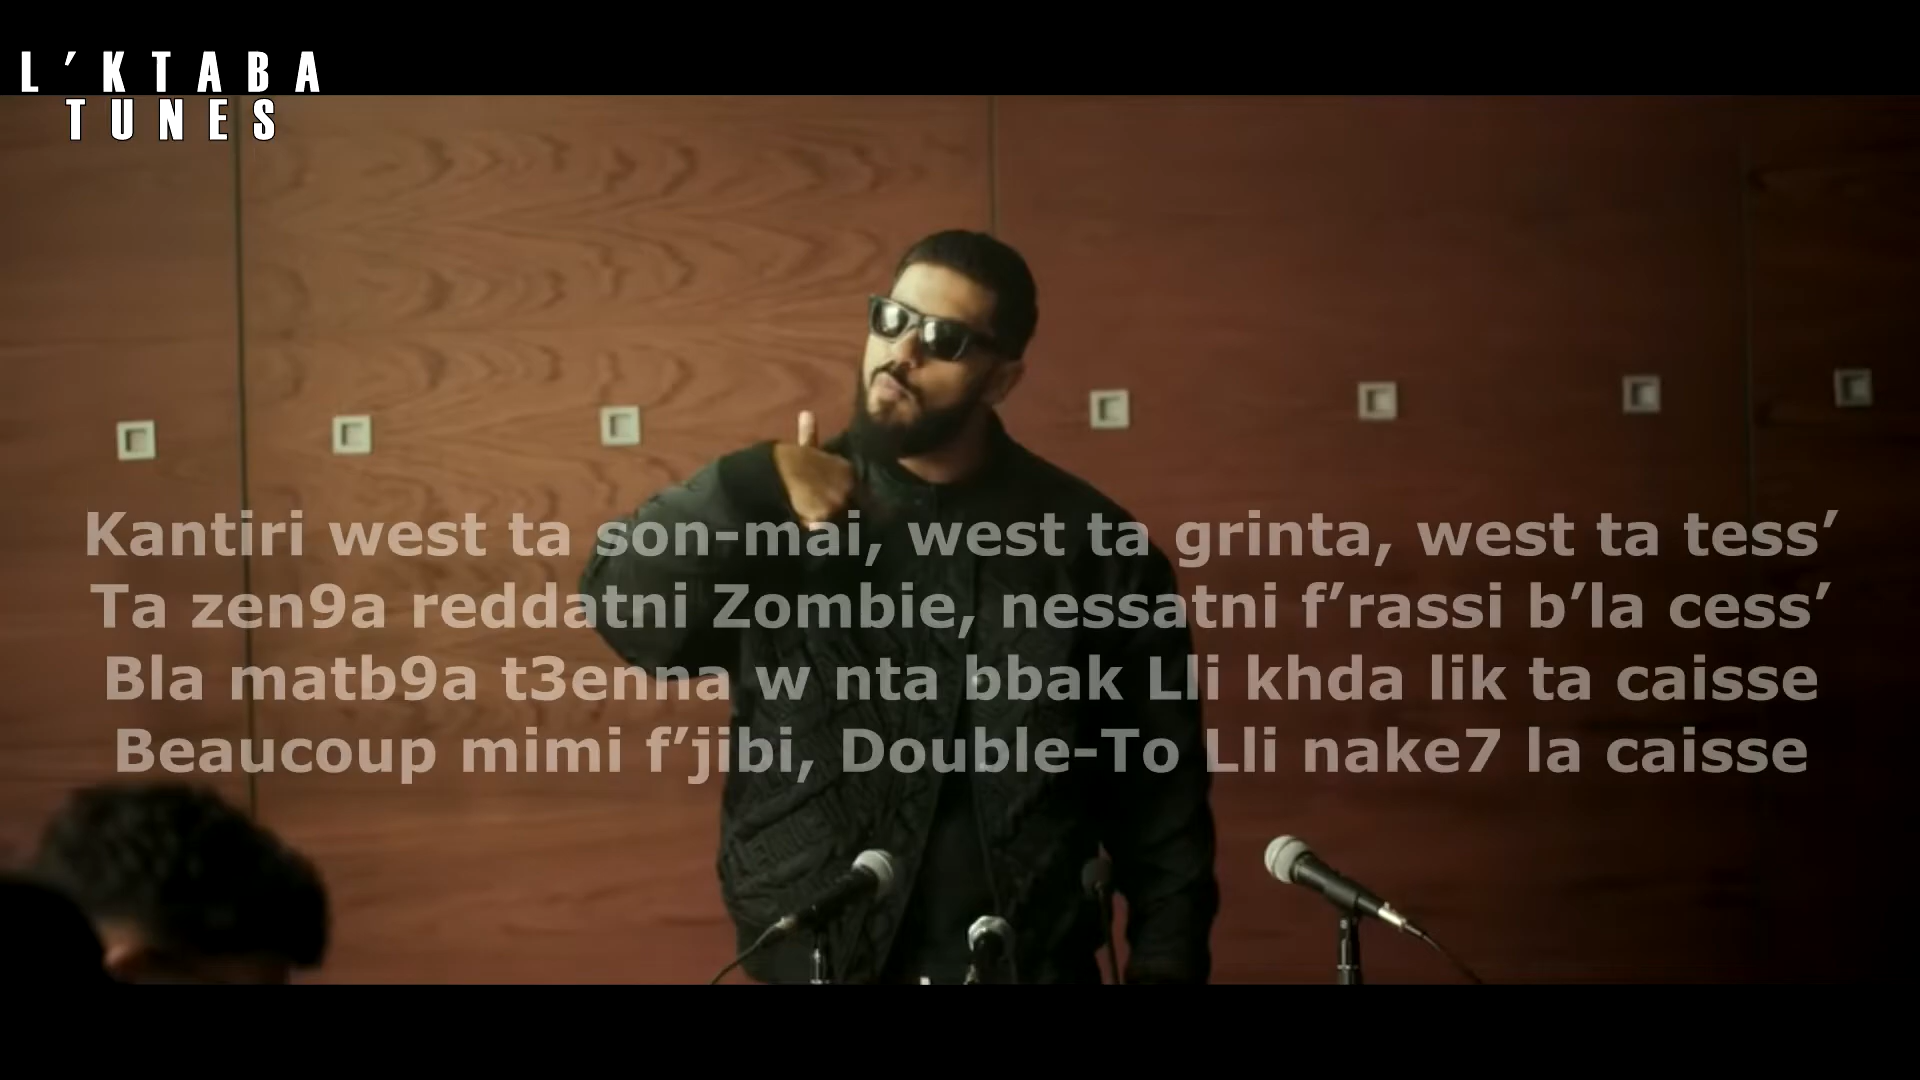 L'KTABA
TUNES
Kantiri west ta son-mai, west ta grinta, west ta tess’
Ta zen9a reddatni Zombie, nessatni f’rassi b’la cess’
Bla matb9a t3enna w nta bbak Lli khda lik ta caisse
Beaucoup mimi f’jibi, Double-To Lli nake7 la caisse